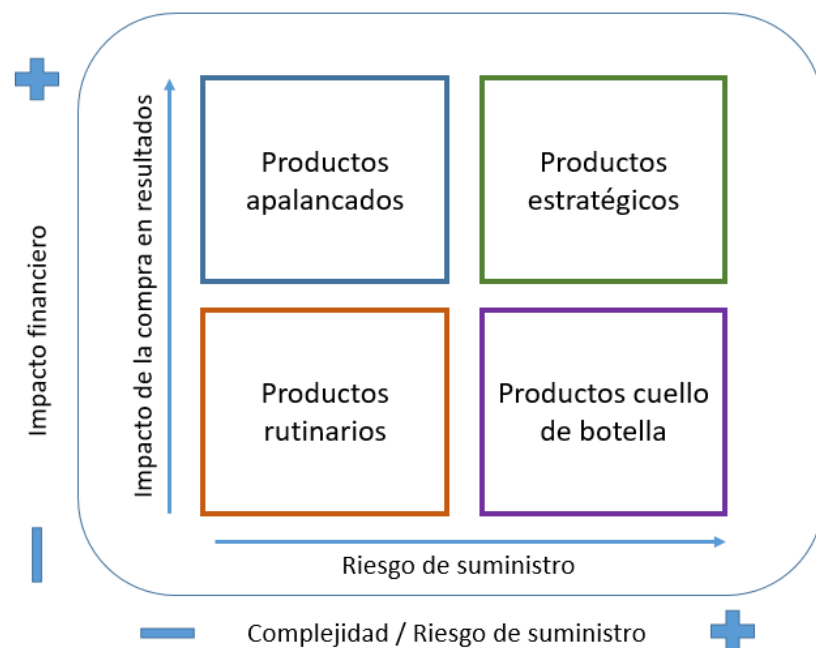 Impacto financiero
Impacto de la compra en resultados
Productos
apalancados
Productos
estratégicos
Productos
rutinarios
Productos cuello
de botella
Riesgo de suministro
Complejidad / Riesgo de suministro